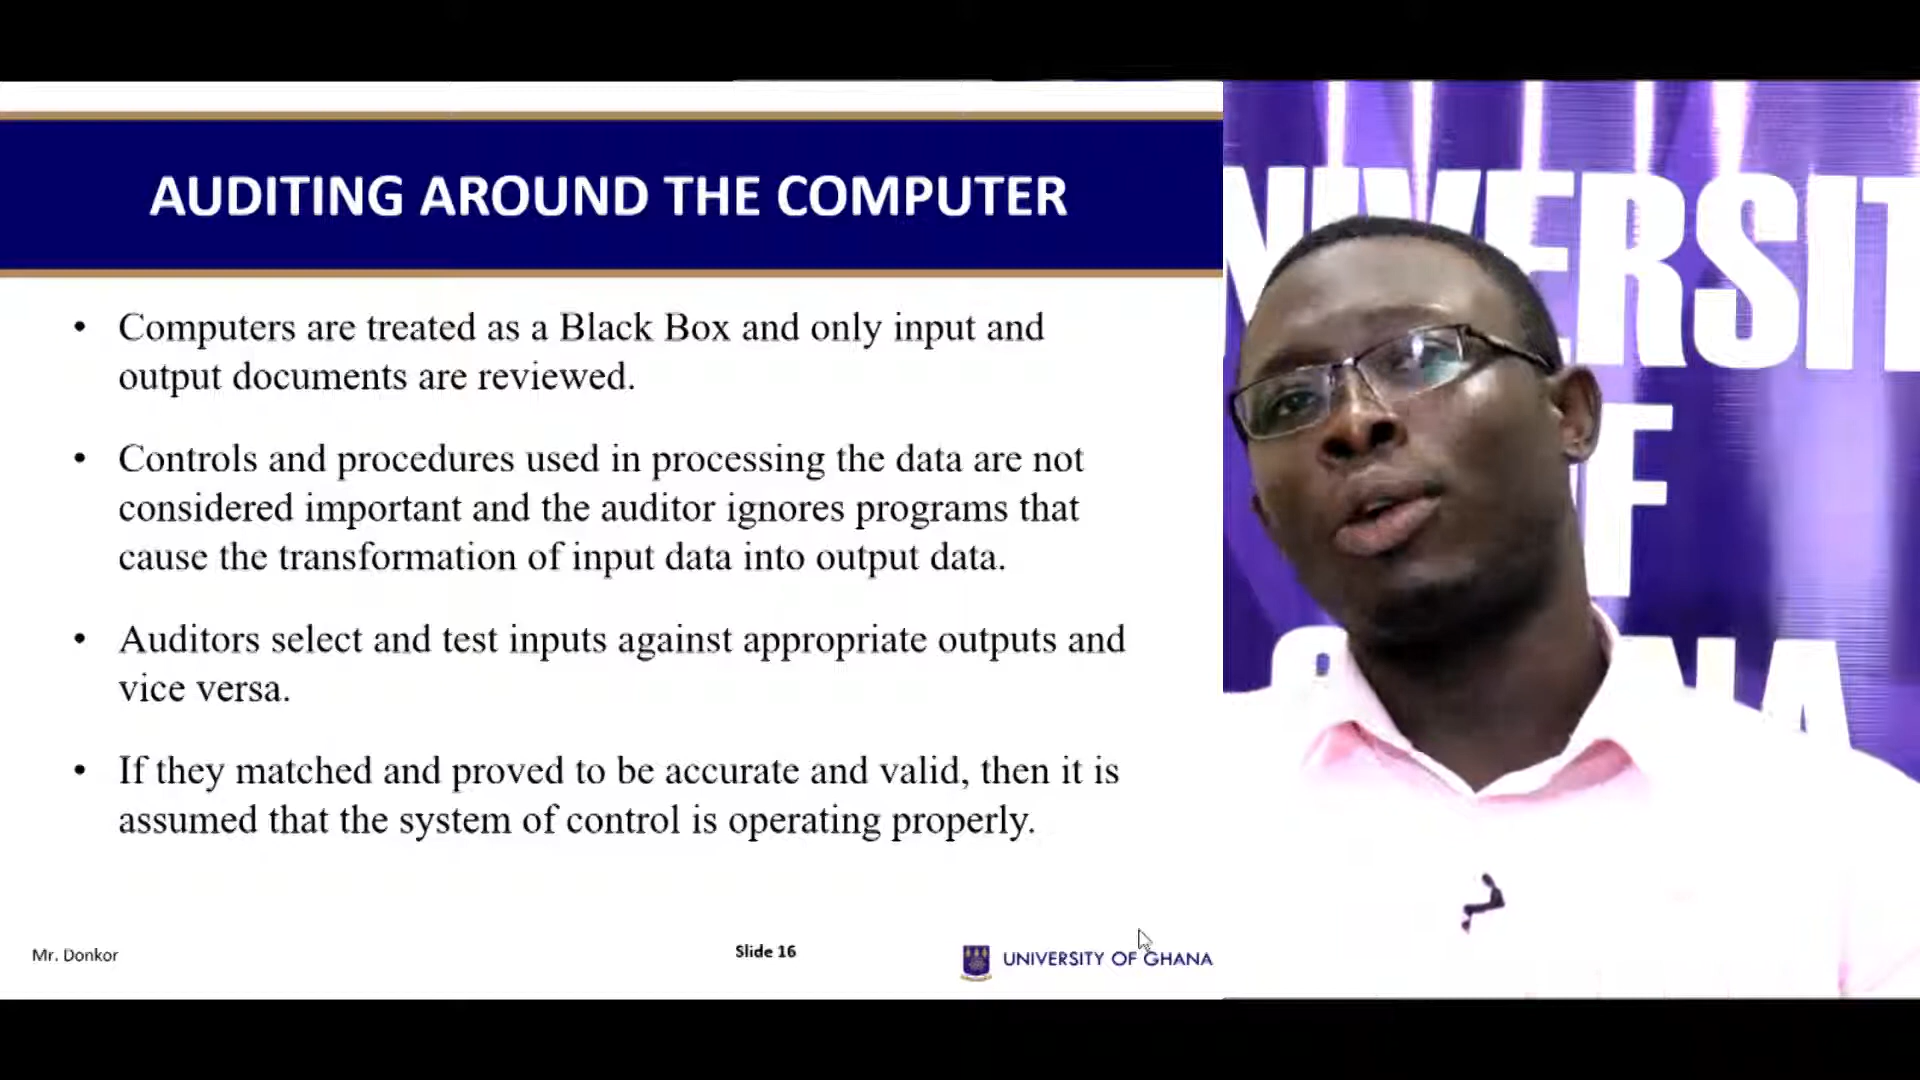 AUDITING AROUND THE COMPUTER
• Computers are treated as a Black Box and only input and
output documents are reviewed.
• Controls and procedures used in processing the data are not
considered important and the auditor ignores programs that
cause the transformation of input data into output data.
• Auditors select and test inputs against appropriate outputs and
vice versa.
• If they matched and proved to be accurate and valid, then it is
assumed that the system of control is operating properly.
Mr. Donkor
Slide 16
UNIVERSITY OF GHANA